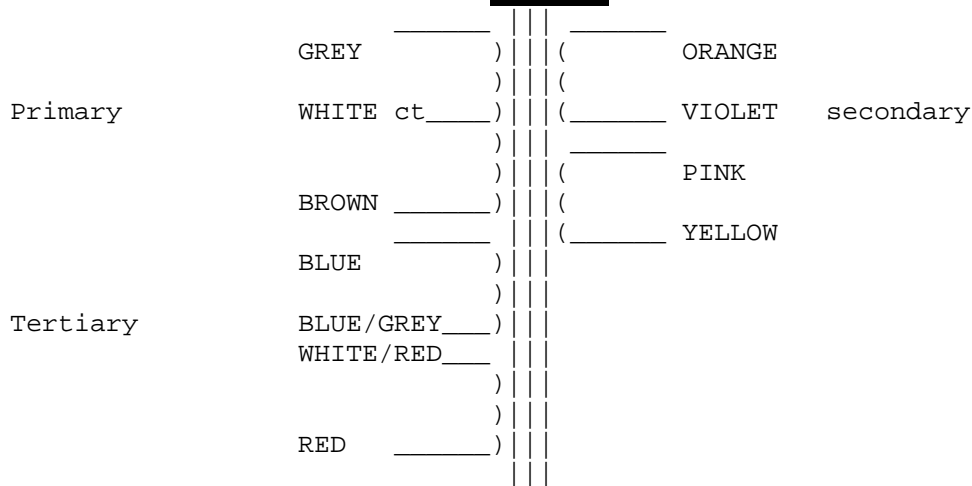 GREY ORANGE
Primary WHITE ct VIOLET secondary
PINK
BROWN
YELLOW
BLUE
Tertiary BLUE/GREY
WHITE/RED
RED